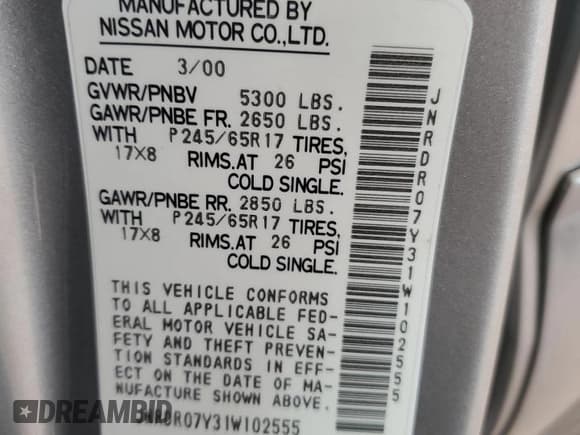 MANUFACTURED BY
NISSAN MOTOR CO.,LTD.
DATE 3/00
GVWR/PNBV 5300 LBS.
GAWR/PNBE FR. 2650 LBS.
WITH P245/65R17 TIRES,
17X8 RIMS.AT 26 PSI
COLD SINGLE.
GAWR/PNBE RR. 2850 LBS.
WITH P245/65R17 TIRES,
17X8 RIMS.AT 26 PSI
COLD SINGLE.
THIS VEHICLE CONFORMS
TO ALL APPLICABLE FED-
ERAL MOTOR VEHICLE SA-
FETY AND THEFT PREVEN-
TION STANDARDS IN EFF-
ECT ON THE DATE OF MA-
NUFACTURE SHOWN ABOVE.
JNRDR07Y31W102555
JNRDR07Y31W102555
AUTOHELPERBOT.COM